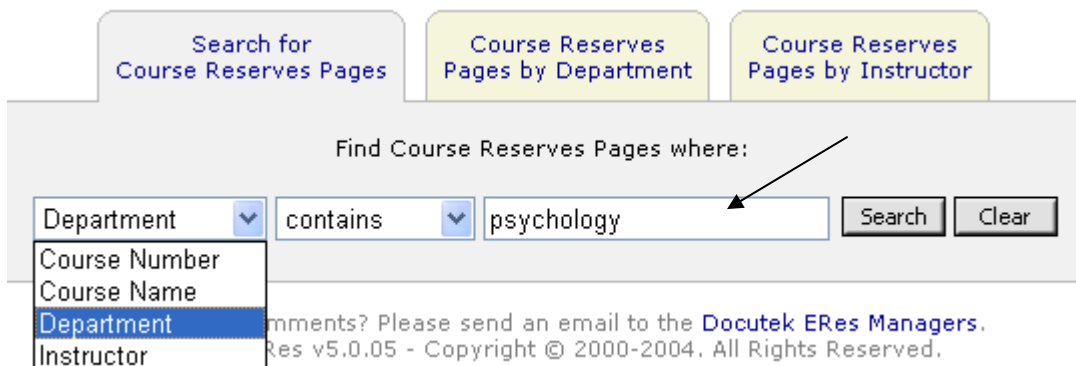 Search for
Course Reserves Pages
Course Reserves
Pages by Department
Course Reserves
Pages by Instructor
Find Course Reserves Pages where:
Department contains psychology Search Clear
Course Number
Course Name
Department
Instructor
mments? Please send an email to the Docutek ERes Managers.
Res v5.0.05 - Copyright © 2000-2004. All Rights Reserved.